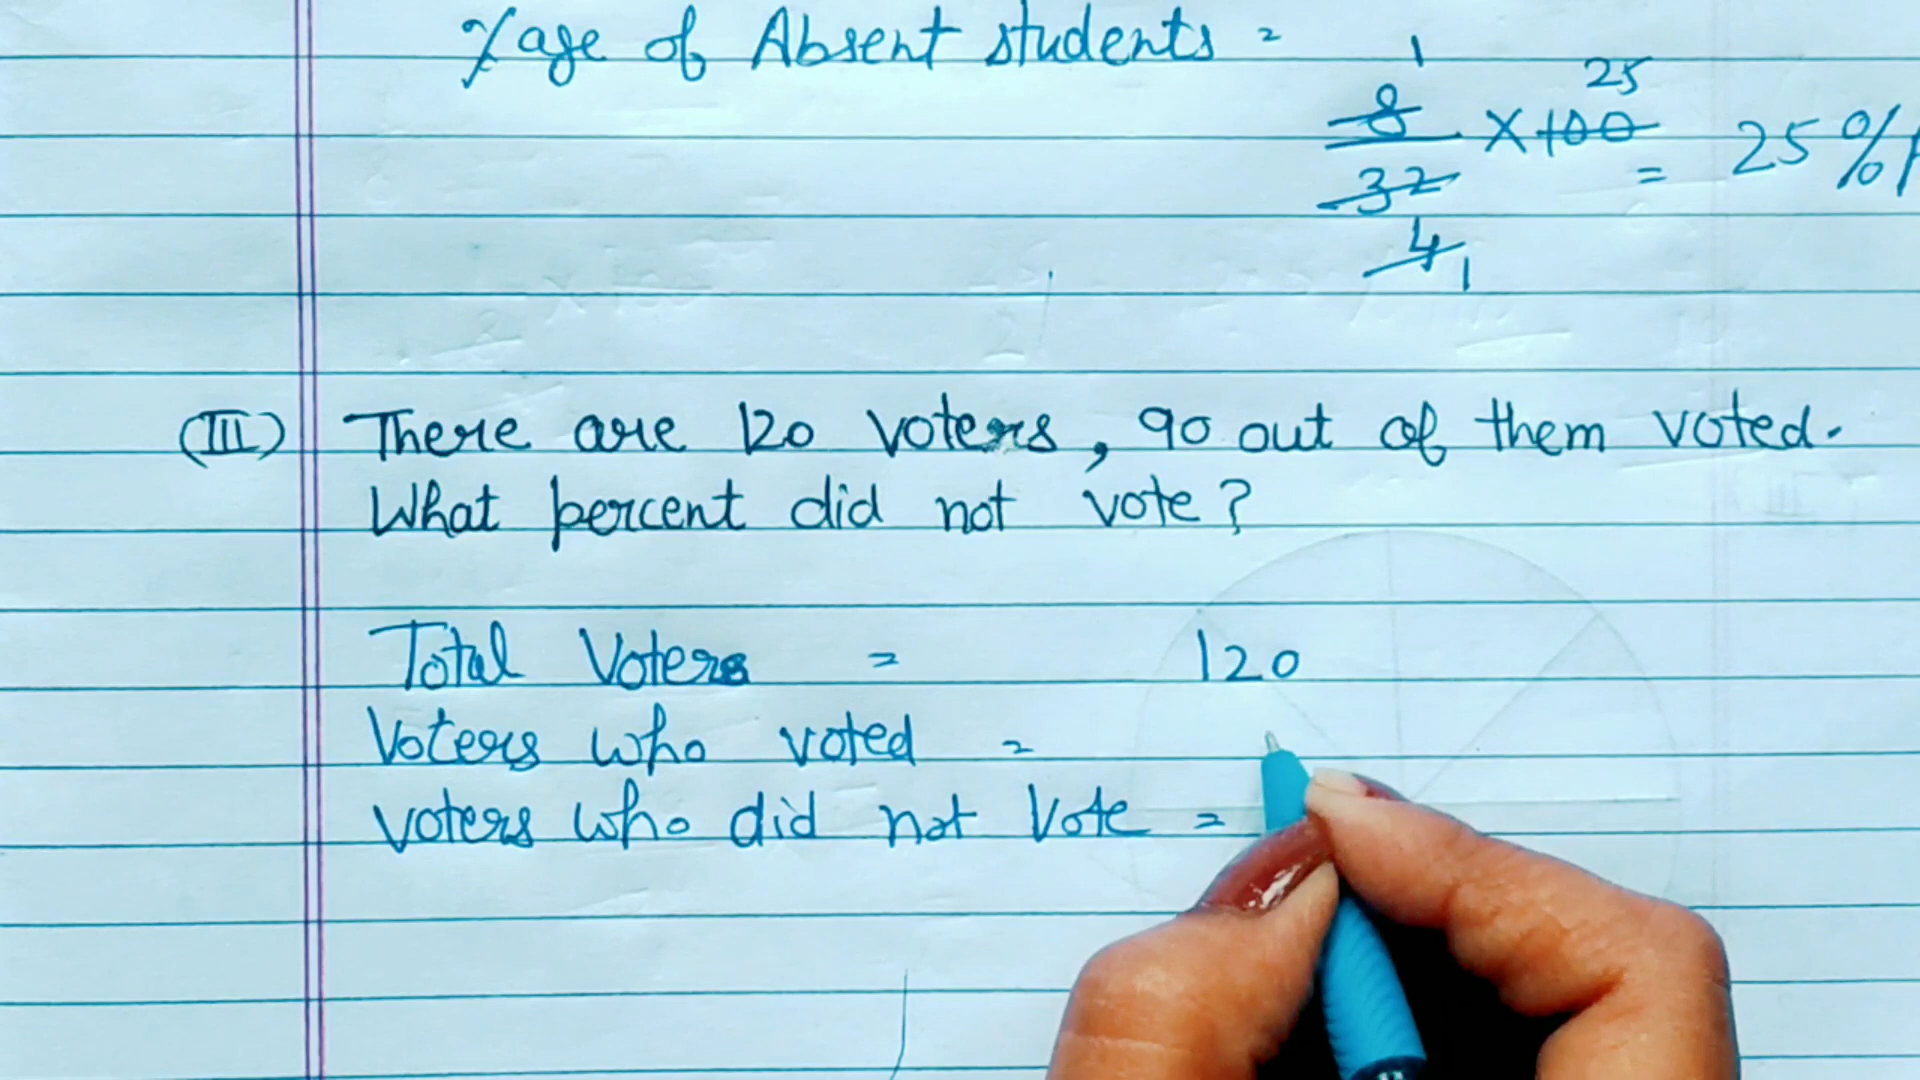 %age of Absent students =
1
25
8
× 100
32
= 25%
4
1
(III) There are 120 voters, 90 out of them voted.
What percent did not vote?
Total Voters = 120
Voters who voted =
Voters who did not Vote =